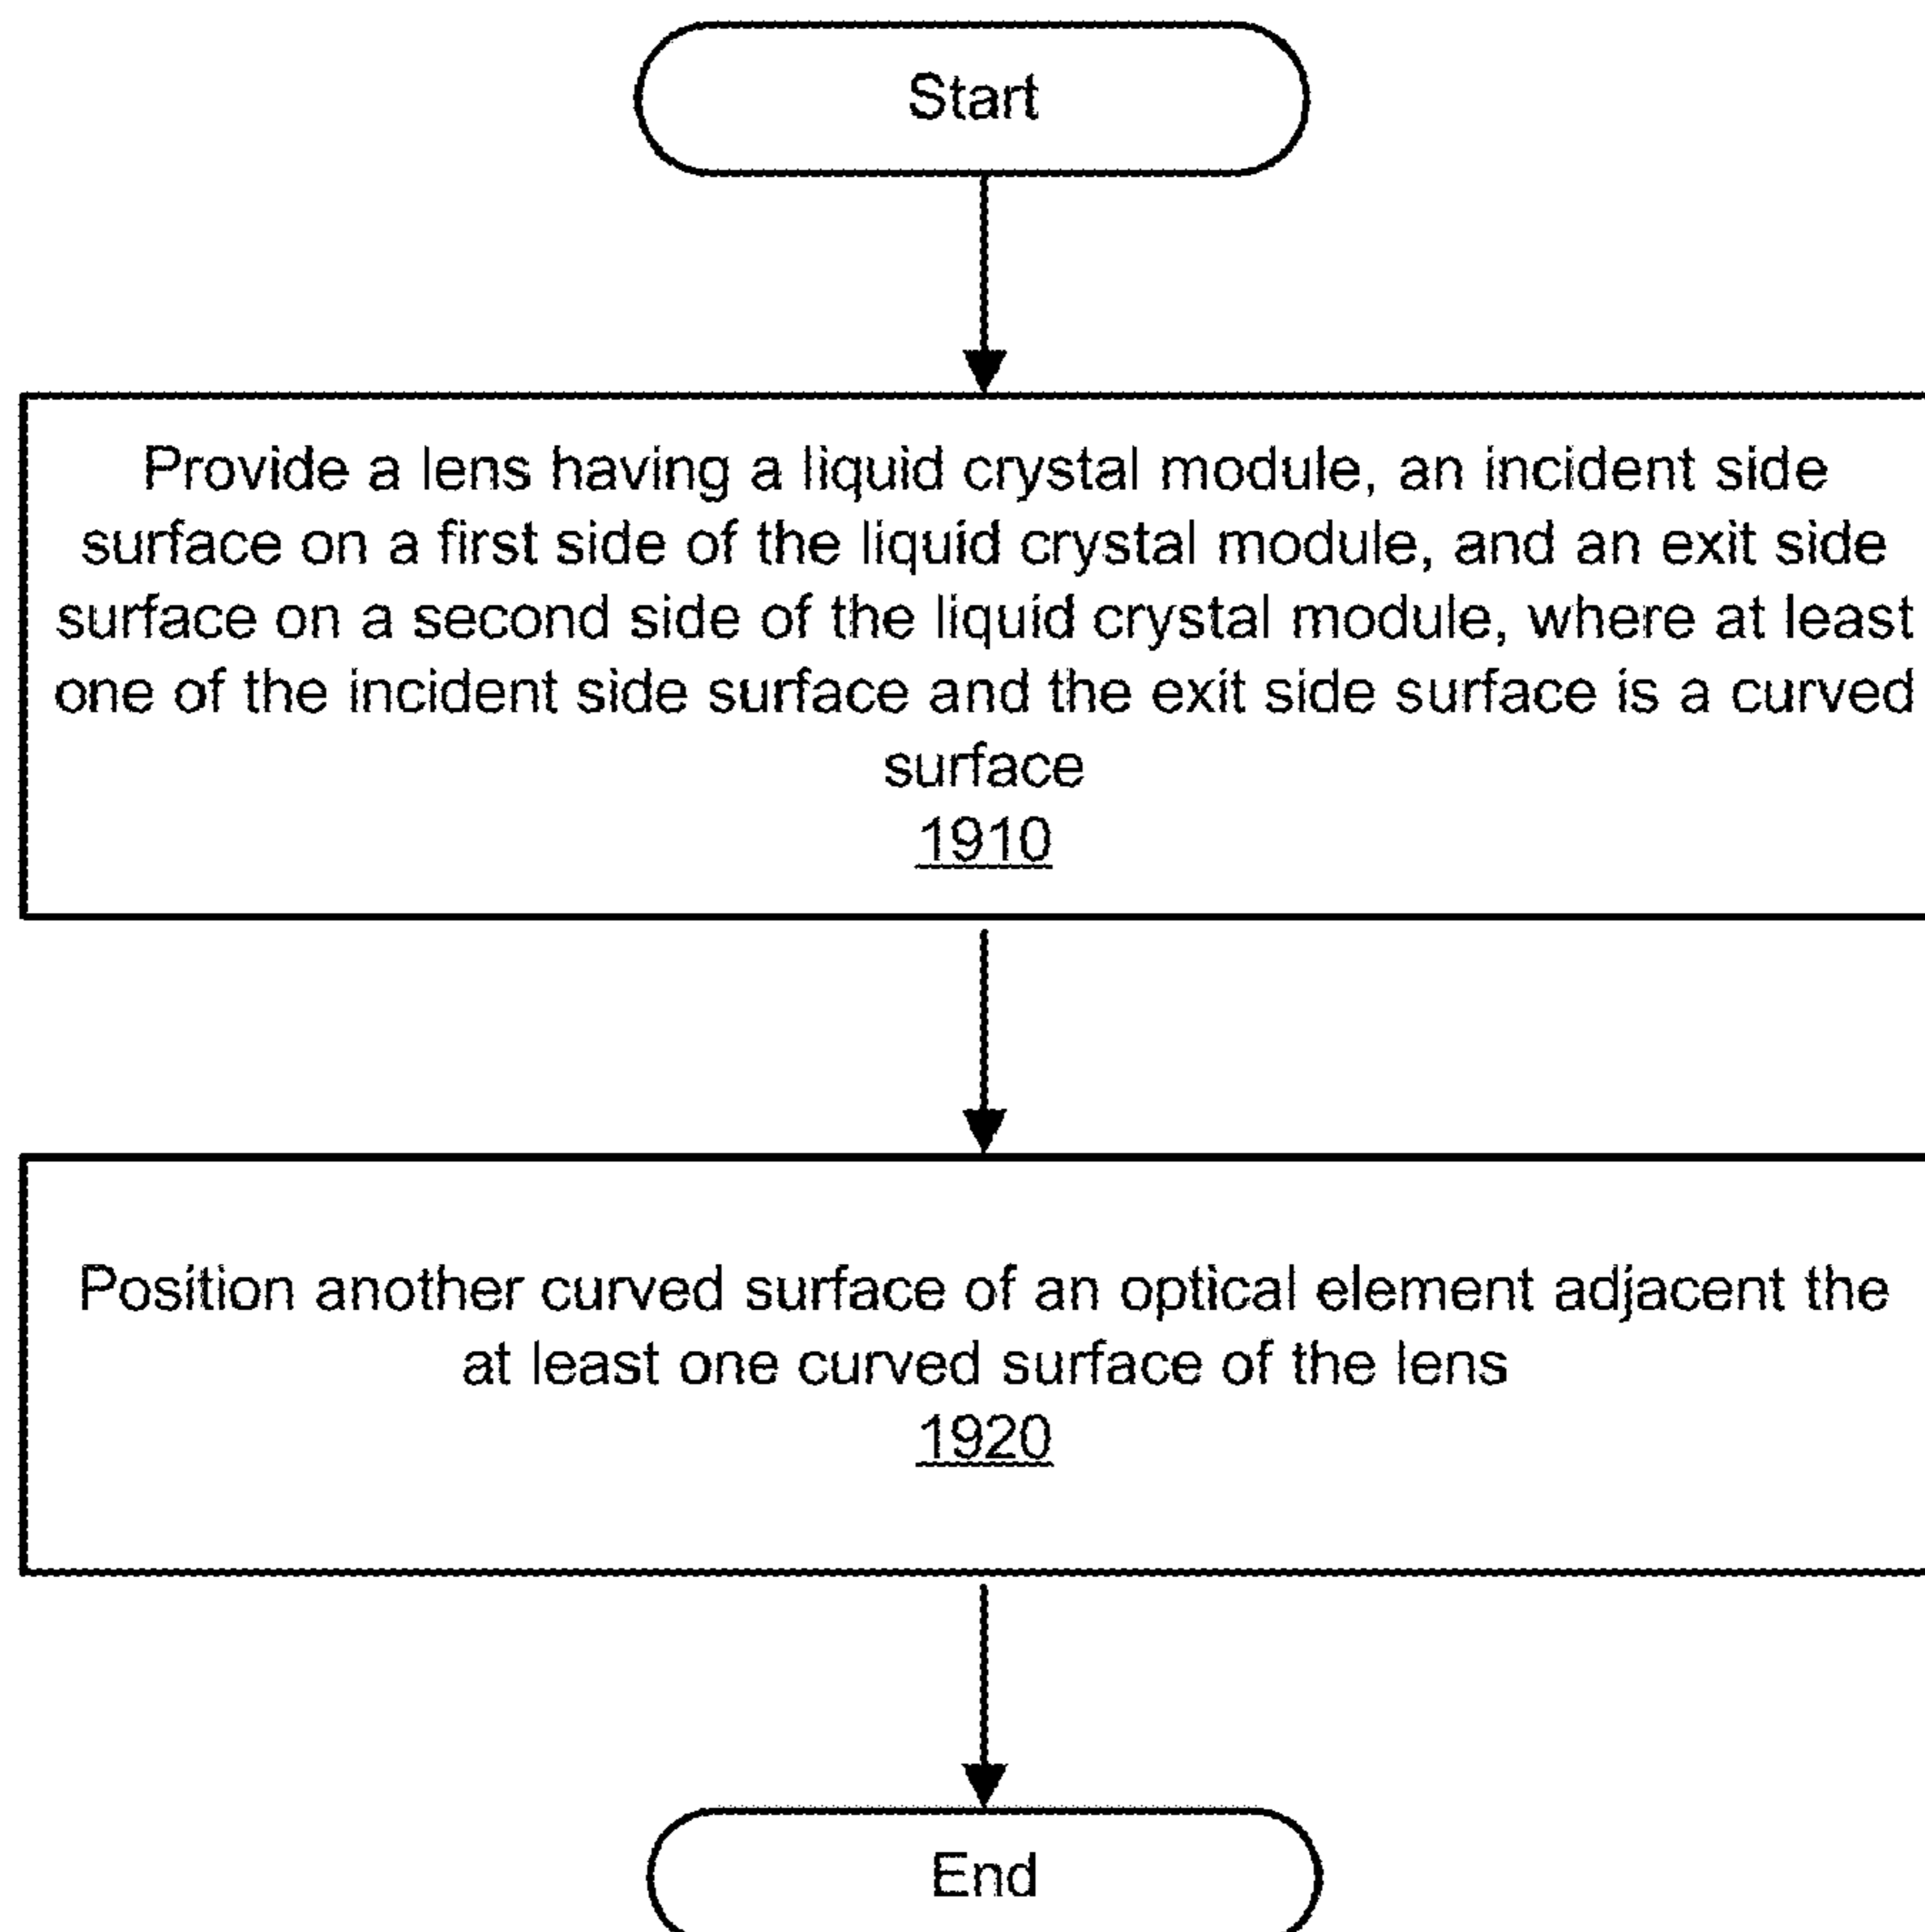 Start
Provide a lens having a liquid crystal module, an incident side
surface on a first side of the liquid crystal module, and an exit side
surface on a second side of the liquid crystal module, where at least
one of the incident side surface and the exit side surface is a curved
surface
1910
Position another curved surface of an optical element adjacent the
at least one curved surface of the lens
1920
End